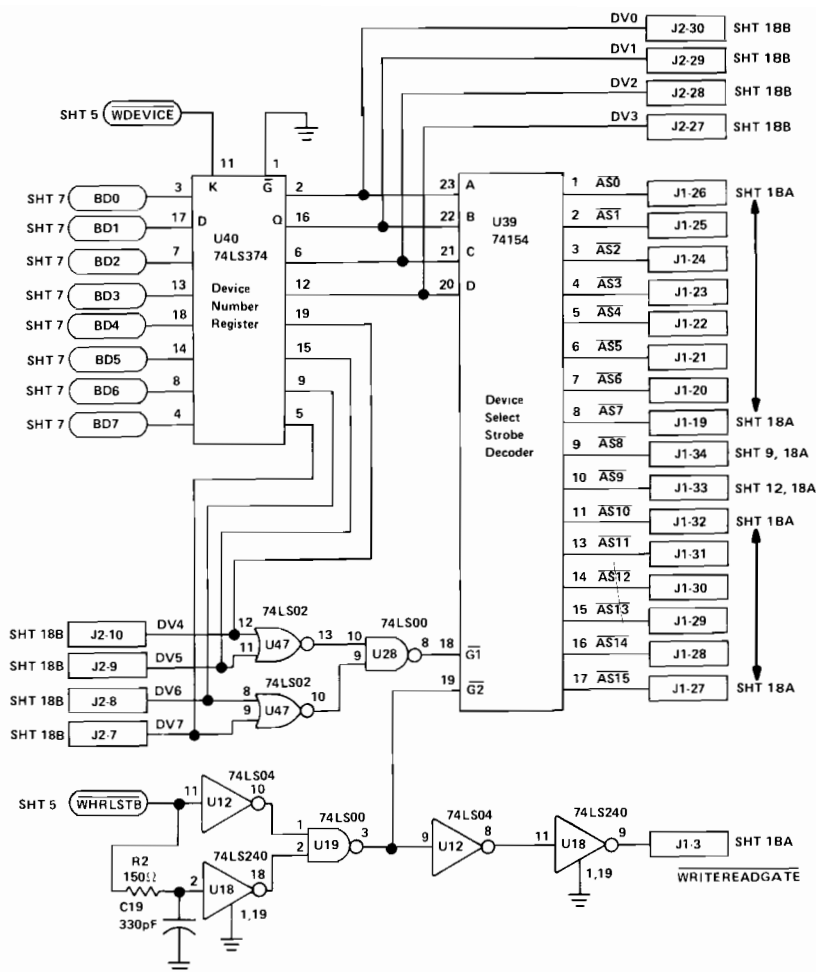 DV0 J2-30 SHT 18B
DV1 J2-29 SHT 18B
DV2 J2-28 SHT 18B
DV3 J2-27 SHT 18B
SHT 5 WDEVICE
11 1
K G
SHT 7 BD0 3 2 23 A 1 AS0 J1-26 SHT 1BA
SHT 7 BD1 17 D Q 16 22 B 2 AS1 J1-25
U40
74LS374
U39
74154
SHT 7 BD2 7 6 21 C 3 AS2 J1-24
SHT 7 BD3 13 12 20 D 4 AS3 J1-23
Device
Number
Register
SHT 7 BD4 18 19 5 AS4 J1-22
SHT 7 BD5 14 15 6 AS5 J1-21
SHT 7 BD6 8 9 7 AS6 J1-20
SHT 7 BD7 4 5 8 AS7 J1-19 SHT 18A
Device
Select
Strobe
Decoder
9 AS8 J1-34 SHT 9, 18A
10 AS9 J1-33 SHT 12, 18A
11 AS10 J1-32 SHT 1BA
13 AS11 J1-31
14 AS12 J1-30
15 AS13 J1-29
16 AS14 J1-28
17 AS15 J1-27 SHT 18A
74LS02 74LS00
SHT 18B J2-10 DV4 12 U47 13 10 U28 8 18 G1
SHT 18B J2-9 DV5 11 9
74LS02
19 G2
SHT 18B J2-8 DV6 8 U47 10
SHT 18B J2-7 DV7 9
74LS04 74LS00 74LS04 74LS240
SHT 5 WHRLSTB 11 U12 10
1 U19 3 9 U12 8 11 U18 9 J1-3 SHT 1BA
2
74LS240
R2
150Ω
2 U18 18
1,19
1,19
WRITEREADGATE
C19
330pF